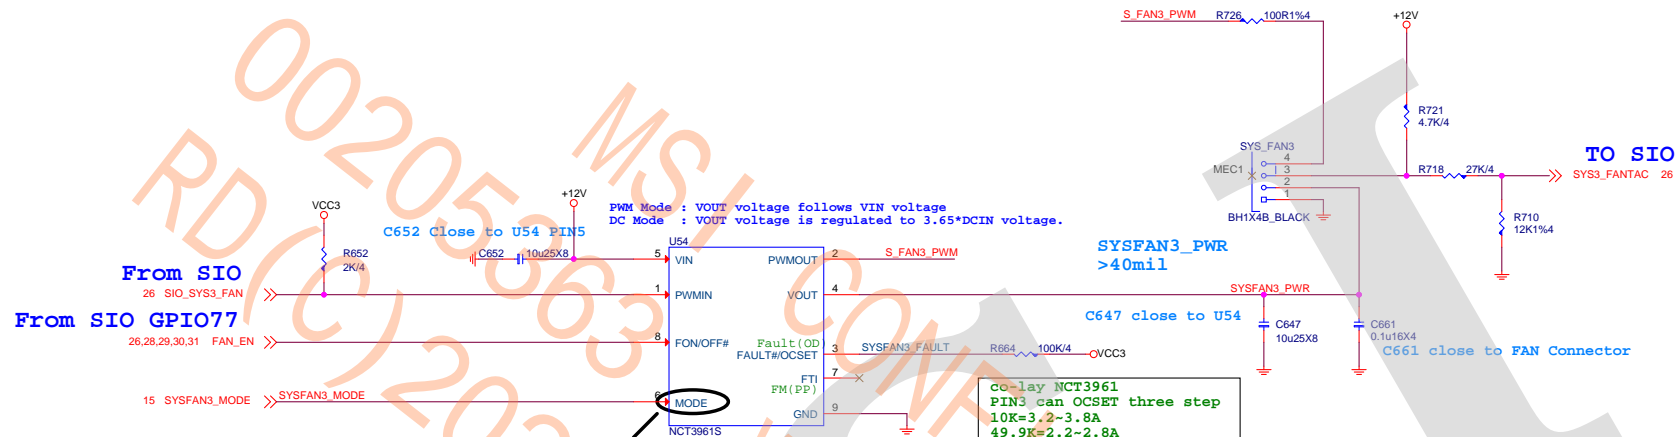 S_FAN3_PWM
R726
100R1%4
+12V
R721
4.7K/4
SYS_FAN3
MEC1
4
3
2
1
BH1X4B_BLACK
R718
27K/4
TO SIO
SYS3_FANTAC 26
R710
12K1%4
VCC3
R652
2K/4
+12V
PWM Mode : VOUT voltage follows VIN voltage
DC Mode : VOUT voltage is regulated to 3.65*DCIN voltage.
C652 Close to U54 PIN5
C652
10u25X8
U54
5
VIN
PWMOUT
2
S_FAN3_PWM
SYSFAN3_PWR
>40mil
From SIO
26 SIO_SYS3_FAN
1
PWMIN
VOUT
4
SYSFAN3_PWR
From SIO GPIO77
26,28,29,30,31 FAN_EN
8
FON/OFF#
Fault(OD)
FAULT#/OCSET
3
SYSFAN3_FAULT
R664
100K/4
VCC3
C647 close to U54
C647
10u25X8
C661
0.1u16X4
C661 close to FAN Connector
FTI
7
FM(PP)
15 SYSFAN3_MODE
SYSFAN3_MODE
6
MODE
GND
9
NCT3961S
co-lay NCT3961
PIN3 can OCSET three step
10K=3.2~3.8A
49.9K=2.2~2.8A
002055363
MSI CONF
RD(C)202